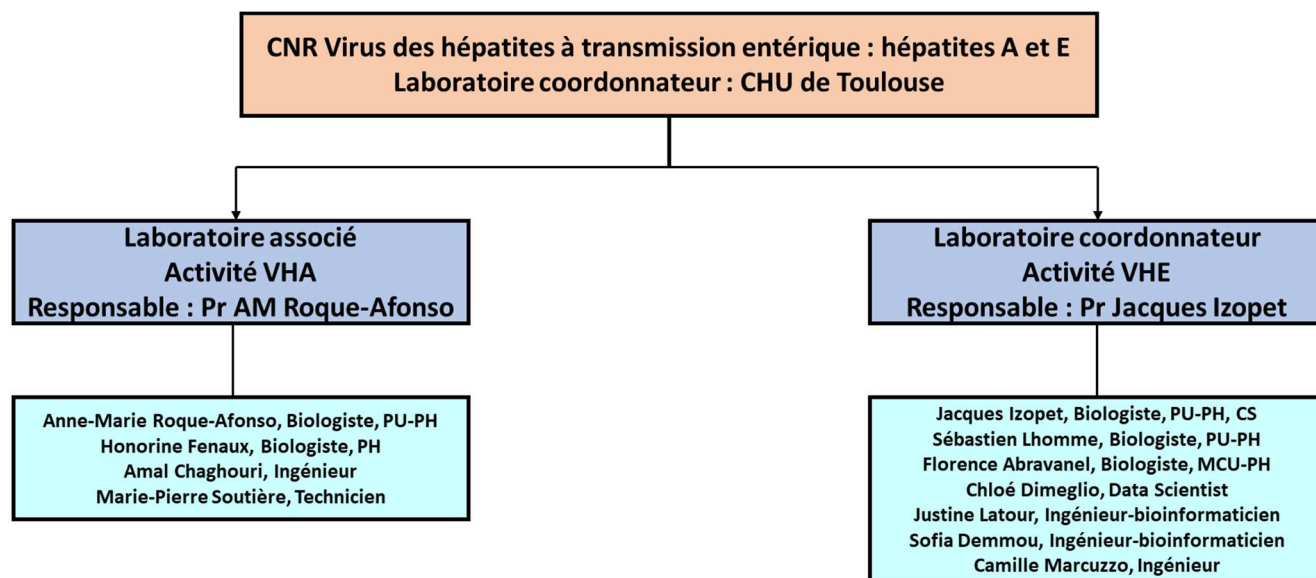 CNR Virus des hépatites à transmission entérique : hépatites A et E
Laboratoire coordonnateur : CHU de Toulouse
Laboratoire associé
Activité VHA
Responsable : Pr AM Roque-Afonso
Anne-Marie Roque-Afonso, Biologiste, PU-PH
Honorine Fenaux, Biologiste, PH
Amal Chaghouri, Ingénieur
Marie-Pierre Soutière, Technicien
Laboratoire coordonnateur
Activité VHE
Responsable : Pr Jacques Izopet
Jacques Izopet, Biologiste, PU-PH, CS
Sébastien Lhomme, Biologiste, PU-PH
Florence Abravanel, Biologiste, MCU-PH
Chloé Dimeglio, Data Scientist
Justine Latour, Ingénieur-bioinformaticien
Sofia Demmou, Ingénieur-bioinformaticien
Camille Marcuzzo, Ingénieur